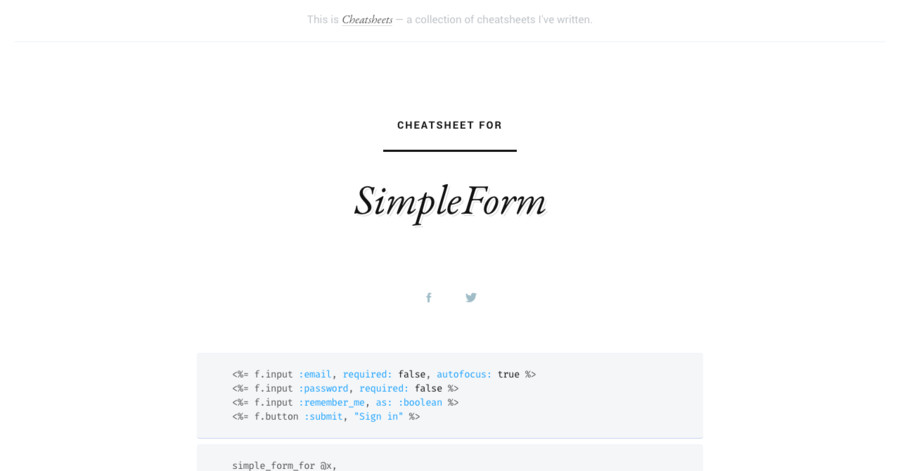 This is Cheatsheets — a collection of cheatsheets I've written.
CHEATSHEET FOR
SimpleForm
<%= f.input :email, required: false, autofocus: true %>
<%= f.input :password, required: false %>
<%= f.input :remember_me, as: :boolean %>
<%= f.button :submit, "Sign in" %>
simple_form_for @x,